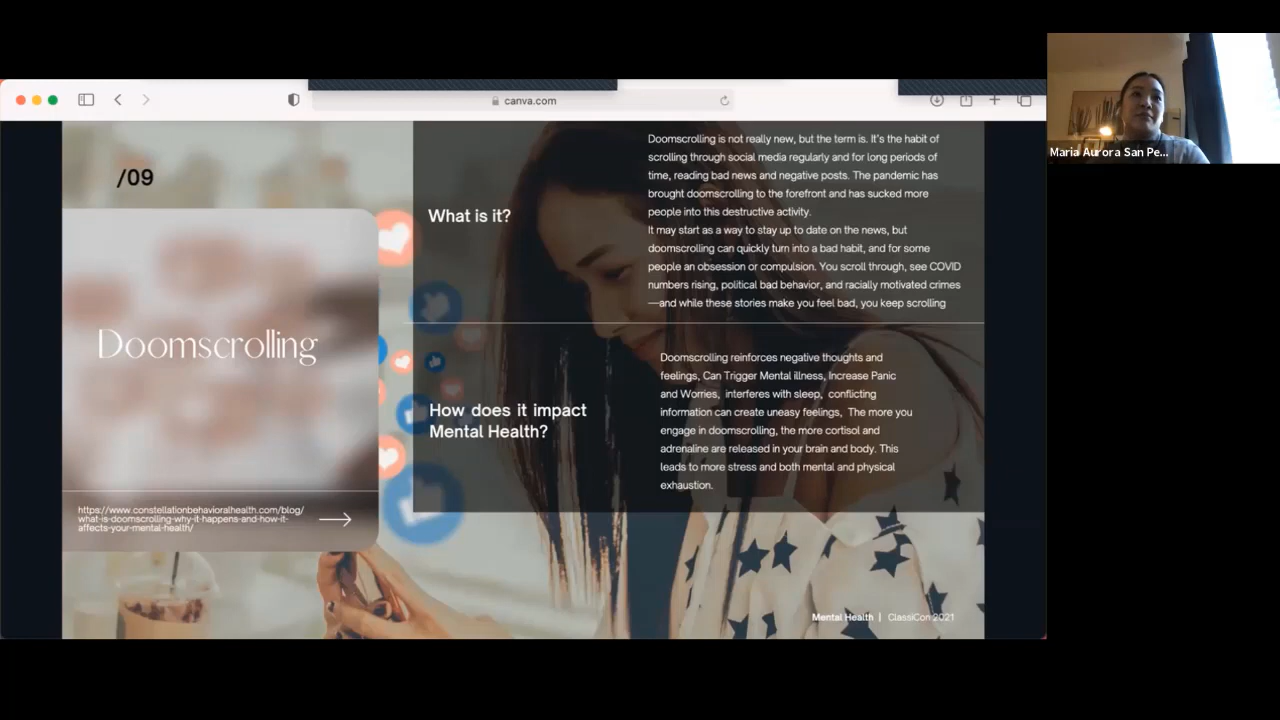 canva.com
Maria Aurora San Pe...
/09
Doomscrolling
https://www.constellationbehavioralhealth.com/blog/
what-is-doomscrolling-why-it-happens-and-how-it-
affects-your-mental-health/
What is it?
Doomscrolling is not really new, but the term is. It's the habit of
scrolling through social media regularly and for long periods of
time, reading bad news and negative posts. The pandemic has
brought doomscrolling to the forefront and has sucked more
people into this destructive activity.
It may start as a way to stay up to date on the news, but
doomscrolling can quickly turn into a bad habit, and for some
people an obsession or compulsion. You scroll through, see COVID
numbers rising, political bad behavior, and racially motivated crimes
—and while these stories make you feel bad, you keep scrolling
How does it impact
Mental Health?
Doomscrolling reinforces negative thoughts and
feelings, Can Trigger Mental illness, Increase Panic
and Worries, interferes with sleep, conflicting
information can create uneasy feelings, The more you
engage in doomscrolling, the more cortisol and
adrenaline are released in your brain and body. This
leads to more stress and both mental and physical
exhaustion.
Mental Health | ClassiCon 2021